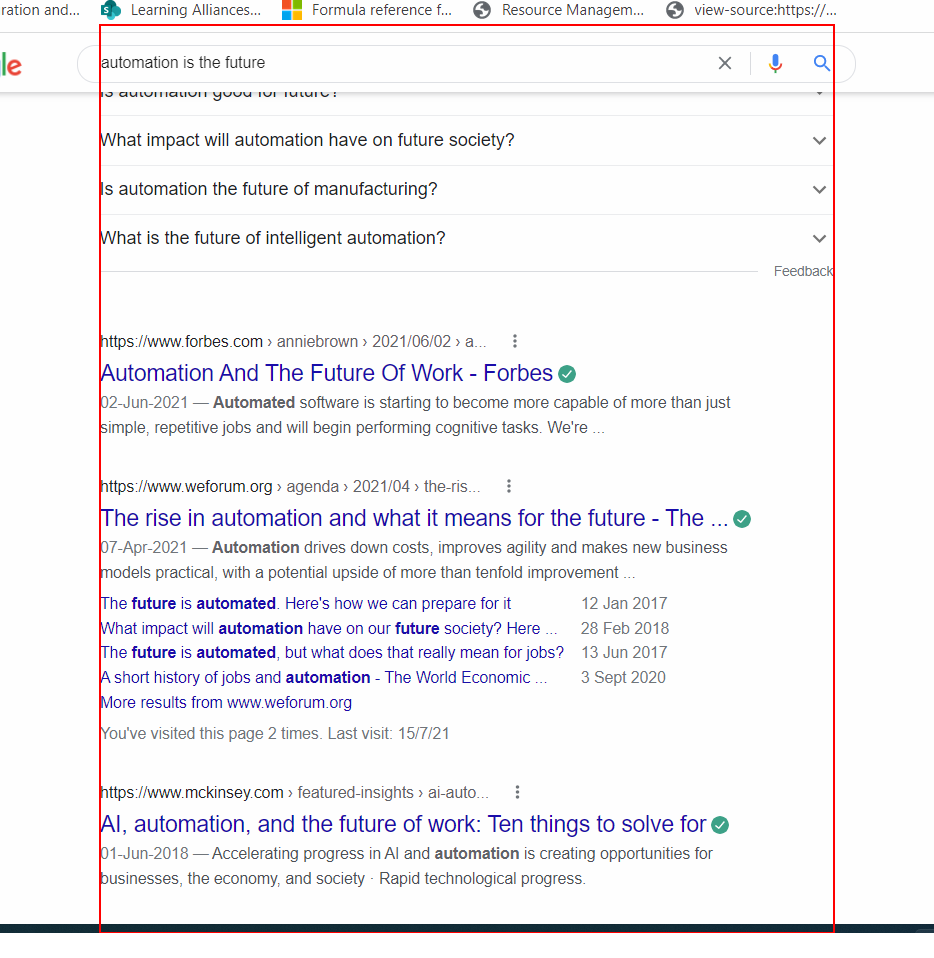 ration and...
Learning Alliances...
Formula reference f...
Resource Managem...
view-source:https://...
le
automation is the future
Is automation good for future?
What impact will automation have on future society?
Is automation the future of manufacturing?
What is the future of intelligent automation?
Feedback
https://www.forbes.com › anniebrown › 2021/06/02 › a...
Automation And The Future Of Work - Forbes
02-Jun-2021 — Automated software is starting to become more capable of more than just
simple, repetitive jobs and will begin performing cognitive tasks. We're ...
https://www.weforum.org › agenda › 2021/04 › the-ris...
The rise in automation and what it means for the future - The ...
07-Apr-2021 — Automation drives down costs, improves agility and makes new business
models practical, with a potential upside of more than tenfold improvement ...
The future is automated. Here's how we can prepare for it 12 Jan 2017
What impact will automation have on our future society? Here ... 28 Feb 2018
The future is automated, but what does that really mean for jobs? 13 Jun 2017
A short history of jobs and automation - The World Economic ... 3 Sept 2020
More results from www.weforum.org
You've visited this page 2 times. Last visit: 15/7/21
https://www.mckinsey.com › featured-insights › ai-auto...
AI, automation, and the future of work: Ten things to solve for
01-Jun-2018 — Accelerating progress in AI and automation is creating opportunities for
businesses, the economy, and society · Rapid technological progress.